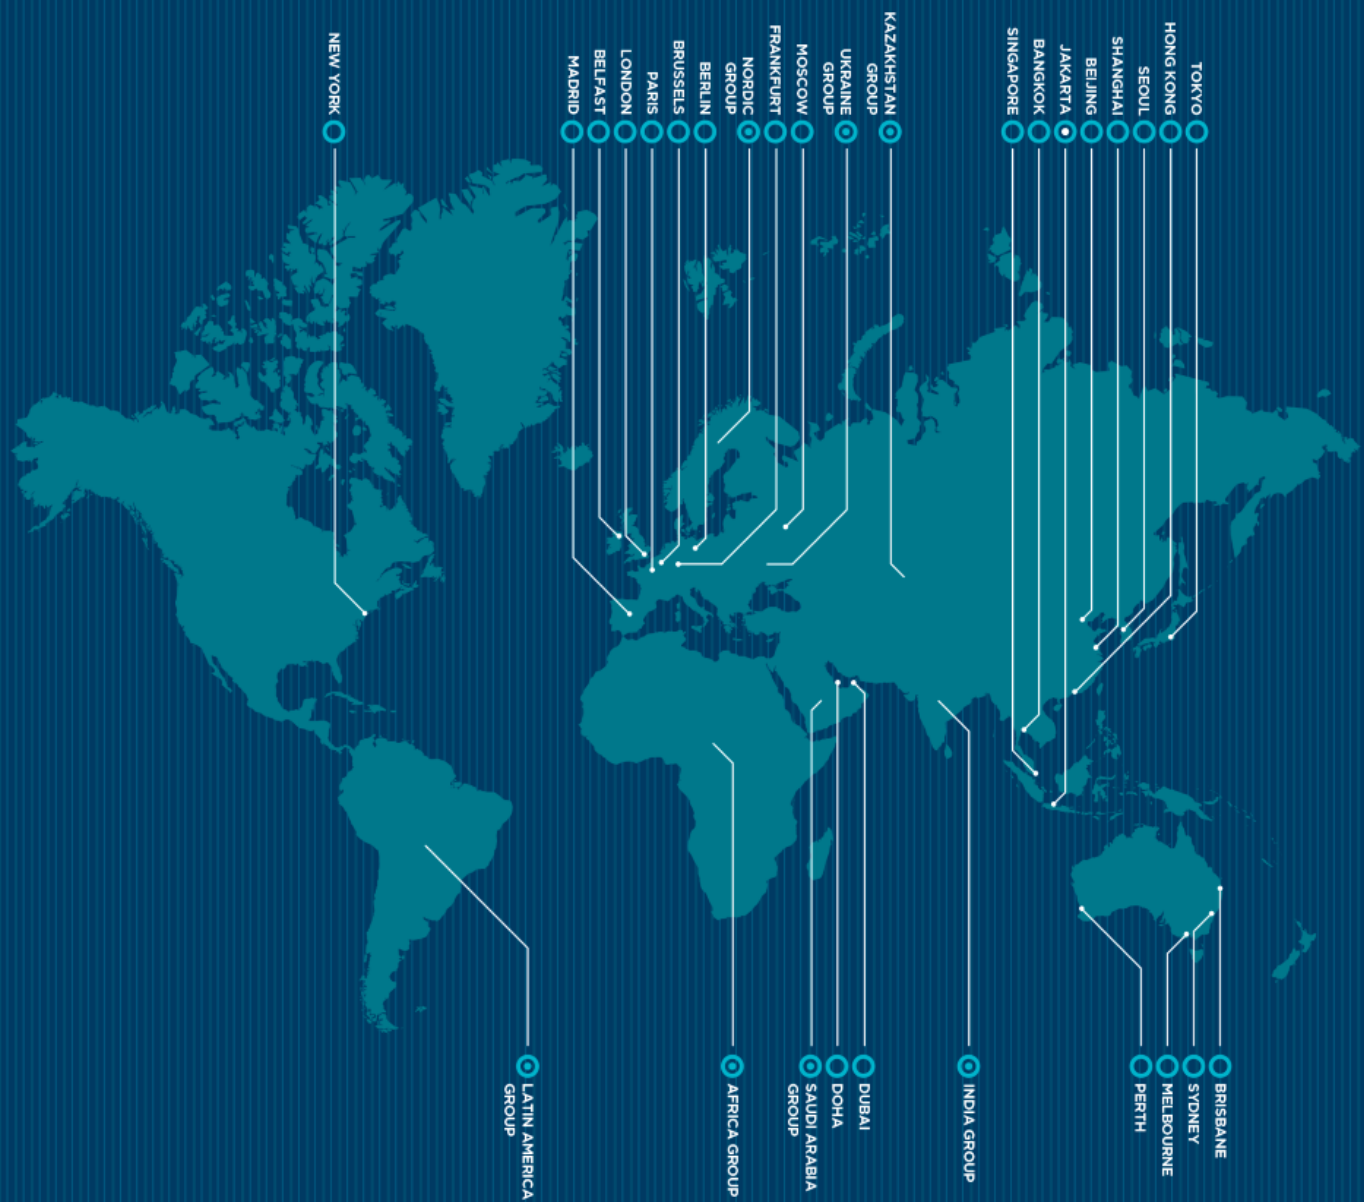 NEW YORK
MADRID
BELFAST
LONDON
PARIS
BRUSSELS
BERLIN
NORDIC
GROUP
FRANKFURT
MOSCOW
UKRAINE
GROUP
KAZAKHSTAN
GROUP
SINGAPORE
BANGKOK
JAKARTA
BEIJING
SHANGHAI
SEOUL
HONG KONG
TOKYO
LATIN AMERICA
GROUP
AFRICA GROUP
SAUDI ARABIA
GROUP
DOHA
DUBAI
INDIA GROUP
PERTH
MELBOURNE
SYDNEY
BRISBANE